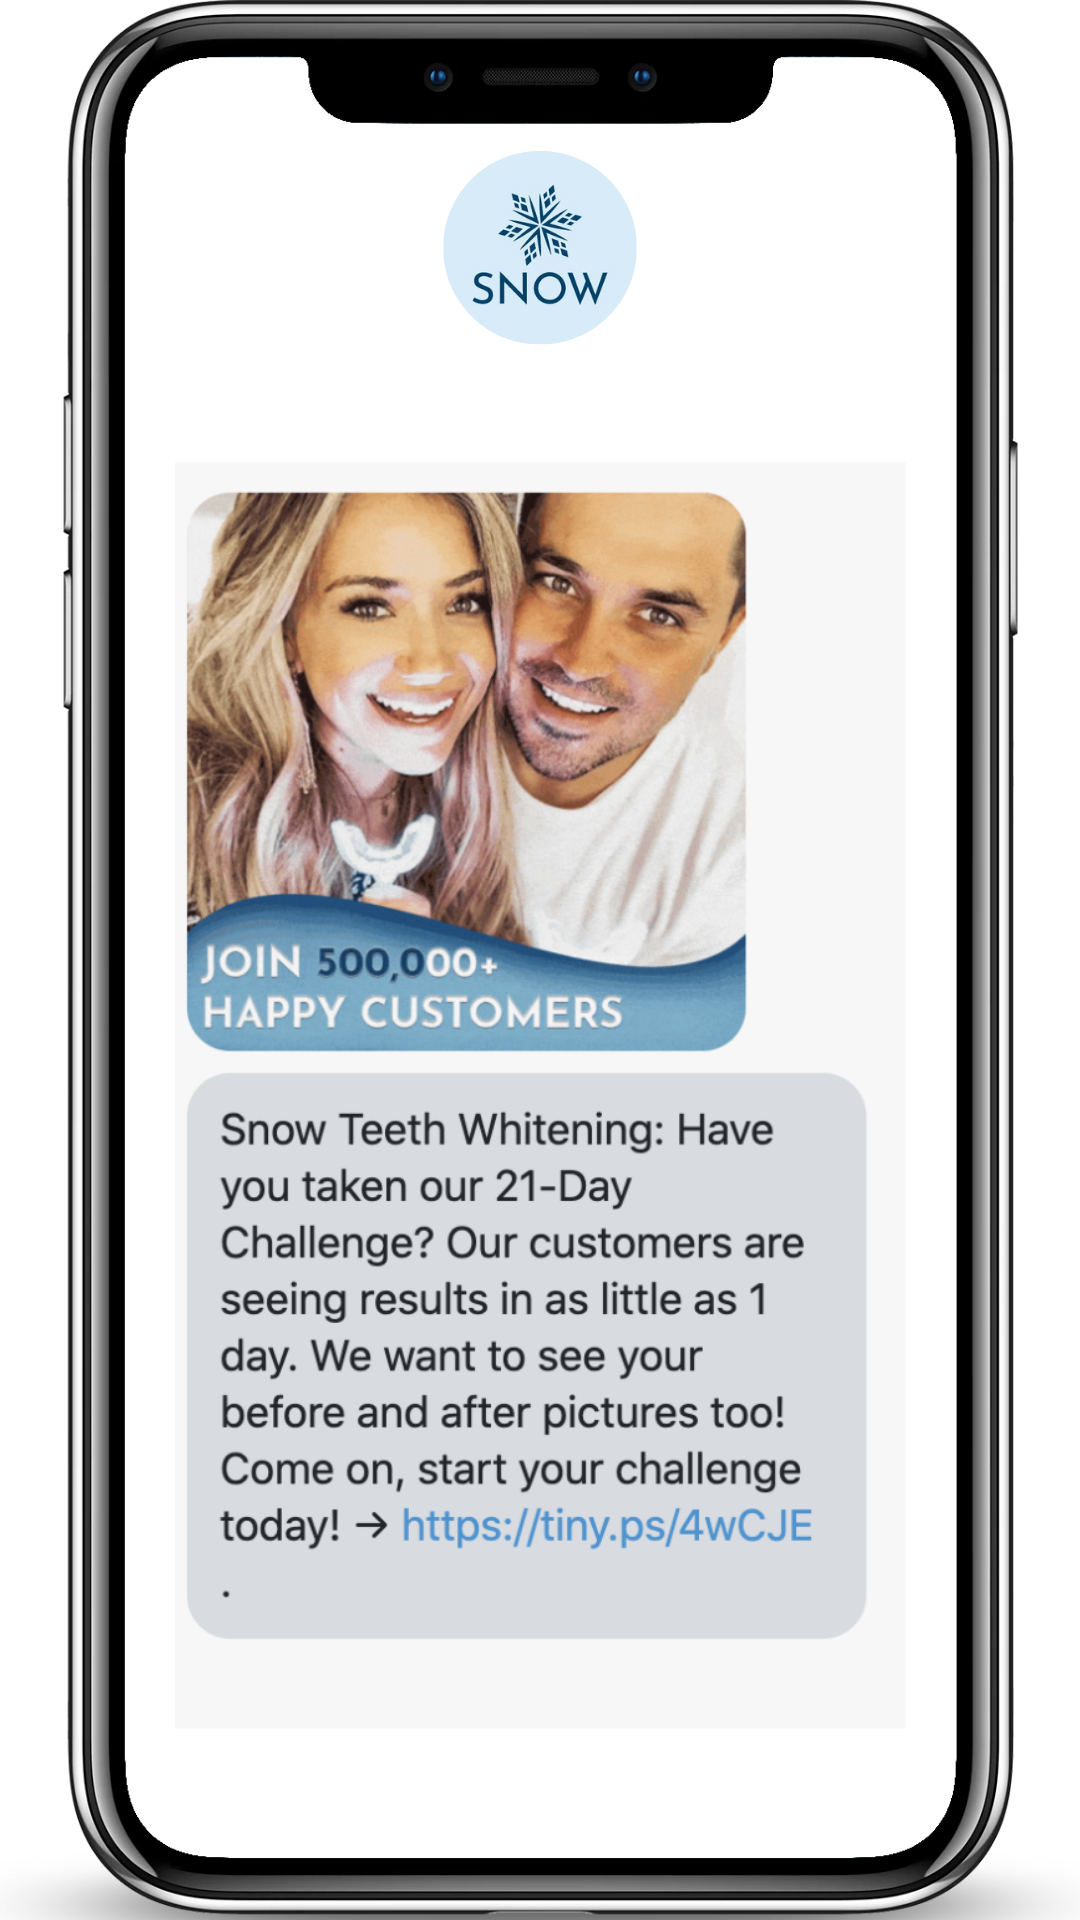 SNOW
JOIN 500,000+
HAPPY CUSTOMERS
Snow Teeth Whitening: Have
you taken our 21-Day
Challenge? Our customers are
seeing results in as little as 1
day. We want to see your
before and after pictures too!
Come on, start your challenge
today! → https://tiny.ps/4wCJE
.